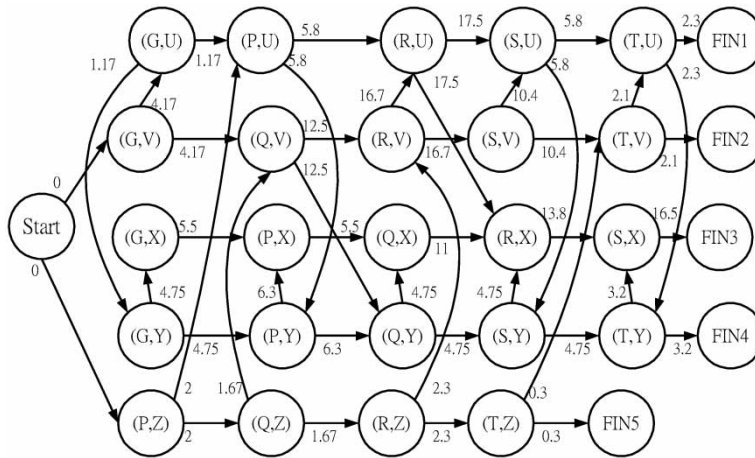 5.8 17.5 5.8 2.3
(G,U) (P,U) (R,U) (S,U) (T,U) FIN1
1.17 1.17 5.8 5.8 2.3
16.7 17.5 10.4 2.1
4.17
(G,V) 12.5 (Q,V) (R,V) (S,V) (T,V) FIN2
4.17 16.7 10.4 2.1
12.5
0
Start
5.5 5.5 13.8 16.5
(G,X) (P,X) (Q,X) 11 (R,X) (S,X) FIN3
0
4.75 6.3 4.75 4.75 3.2
(G,Y) (P,Y) (Q,Y) (S,Y) (T,Y) FIN4
4.75 6.3 4.75 4.75 3.2
2 1.67 2.3 0.3
(P,Z) (Q,Z) (R,Z) (T,Z) FIN5
2 1.67 2.3 0.3